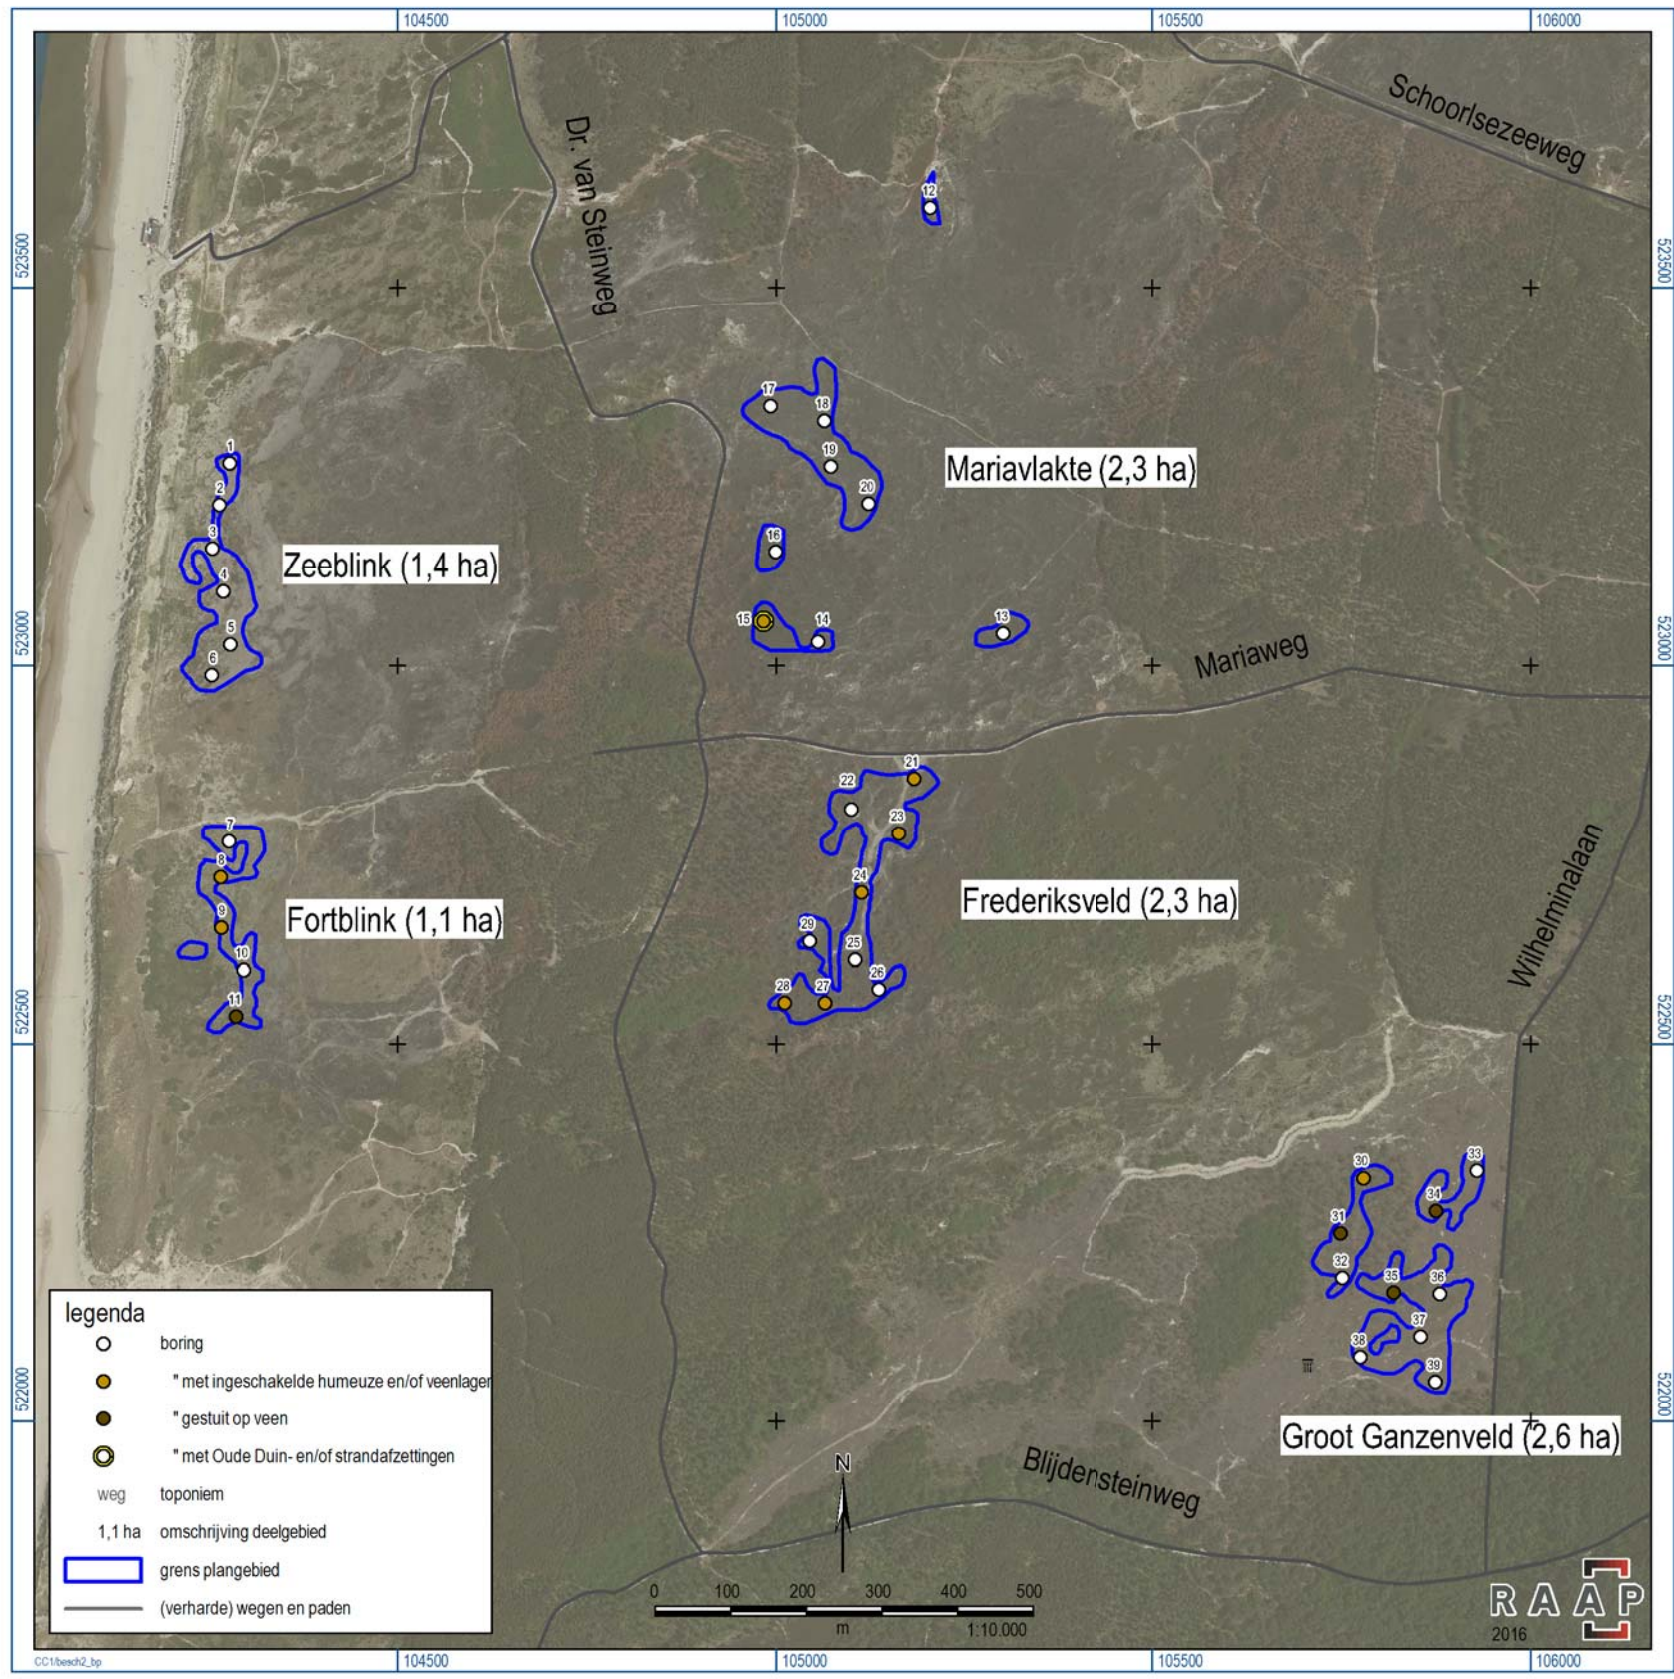 104500 105000 105500 106000
Schoorlsezeeweg
Dr. van Steinweg
12
523500 523500
17
18
19
20
Mariavlakte (2,3 ha)
1
2
3
4
5
6
Zeeblink (1,4 ha)
16
15
14
13
523000 523000
Mariaweg
21
22
23
24
25
26
27
28
29
Frederiksveld (2,3 ha)
7
8
9
10
11
Fortblink (1,1 ha)
Wilhelminalaan
522500 522500
30
31
32
33
34
35
36
37
38
39
Groot Ganzenveld (2,6 ha)
522000 522000
Blijdensteinweg
legenda
boring
" met ingeschakelde humeuze en/of veenlagen
" gestuit op veen
" met Oude Duin- en/of strandafzettingen
weg toponiem
1,1 ha omschrijving deelgebied
grens plangebied
(verharde) wegen en paden
N
0 100 200 300 400 500
m 1:10.000
RAAP
2016
CC1/besch2_bp
104500 105000 105500 106000